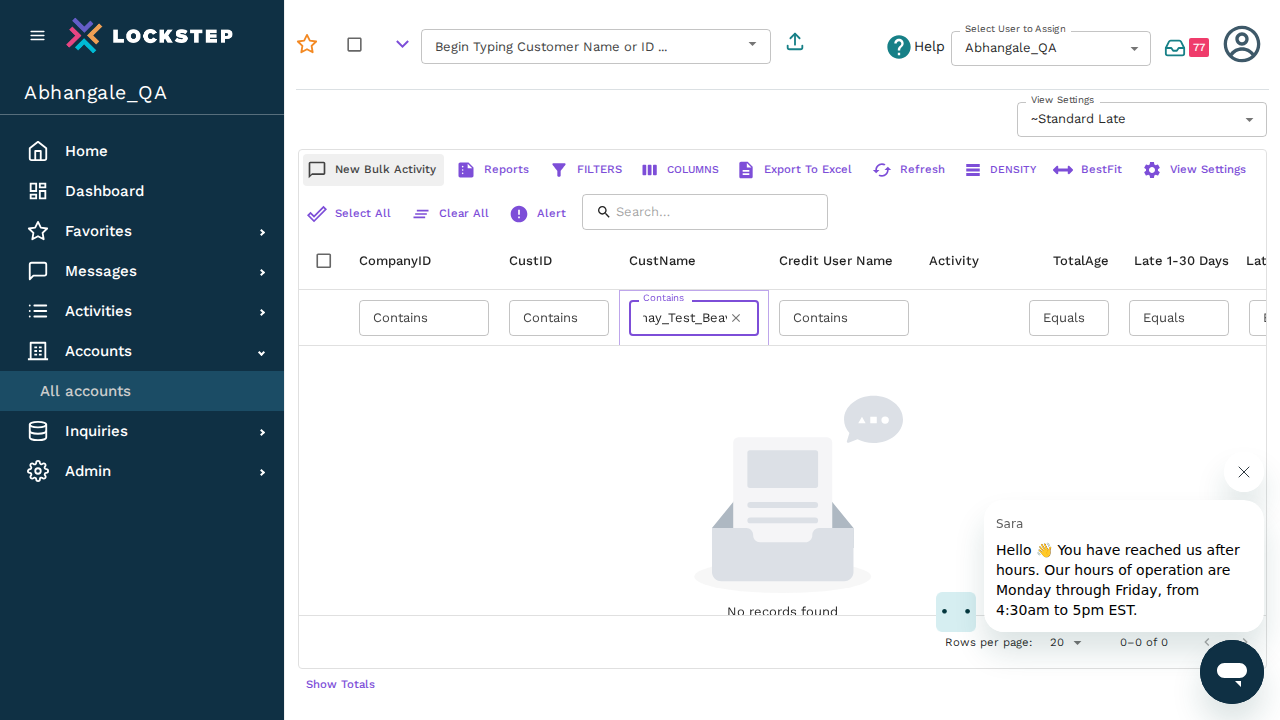 LOCKSTEP
Abhangale_QA
Home
Dashboard
Favorites
Messages
Activities
Accounts
All accounts
Inquiries
Admin
Begin Typing Customer Name or ID ...
Help
Select User to Assign
Abhangale_QA
77
View Settings
~Standard Late
New Bulk Activity
Reports
FILTERS
COLUMNS
Export To Excel
Refresh
DENSITY
BestFit
View Settings
Select All
Clear All
Alert
Search...
CompanyID
CustID
CustName
Credit User Name
Activity
TotalAge
Late 1-30 Days
Contains
Contains
Contains
Contains
Equals
Equals
No records found
Rows per page:
20
0–0 of 0
Show Totals
Sara
Hello 👋 You have reached us after
hours. Our hours of operation are
Monday through Friday, from
4:30am to 5pm EST.